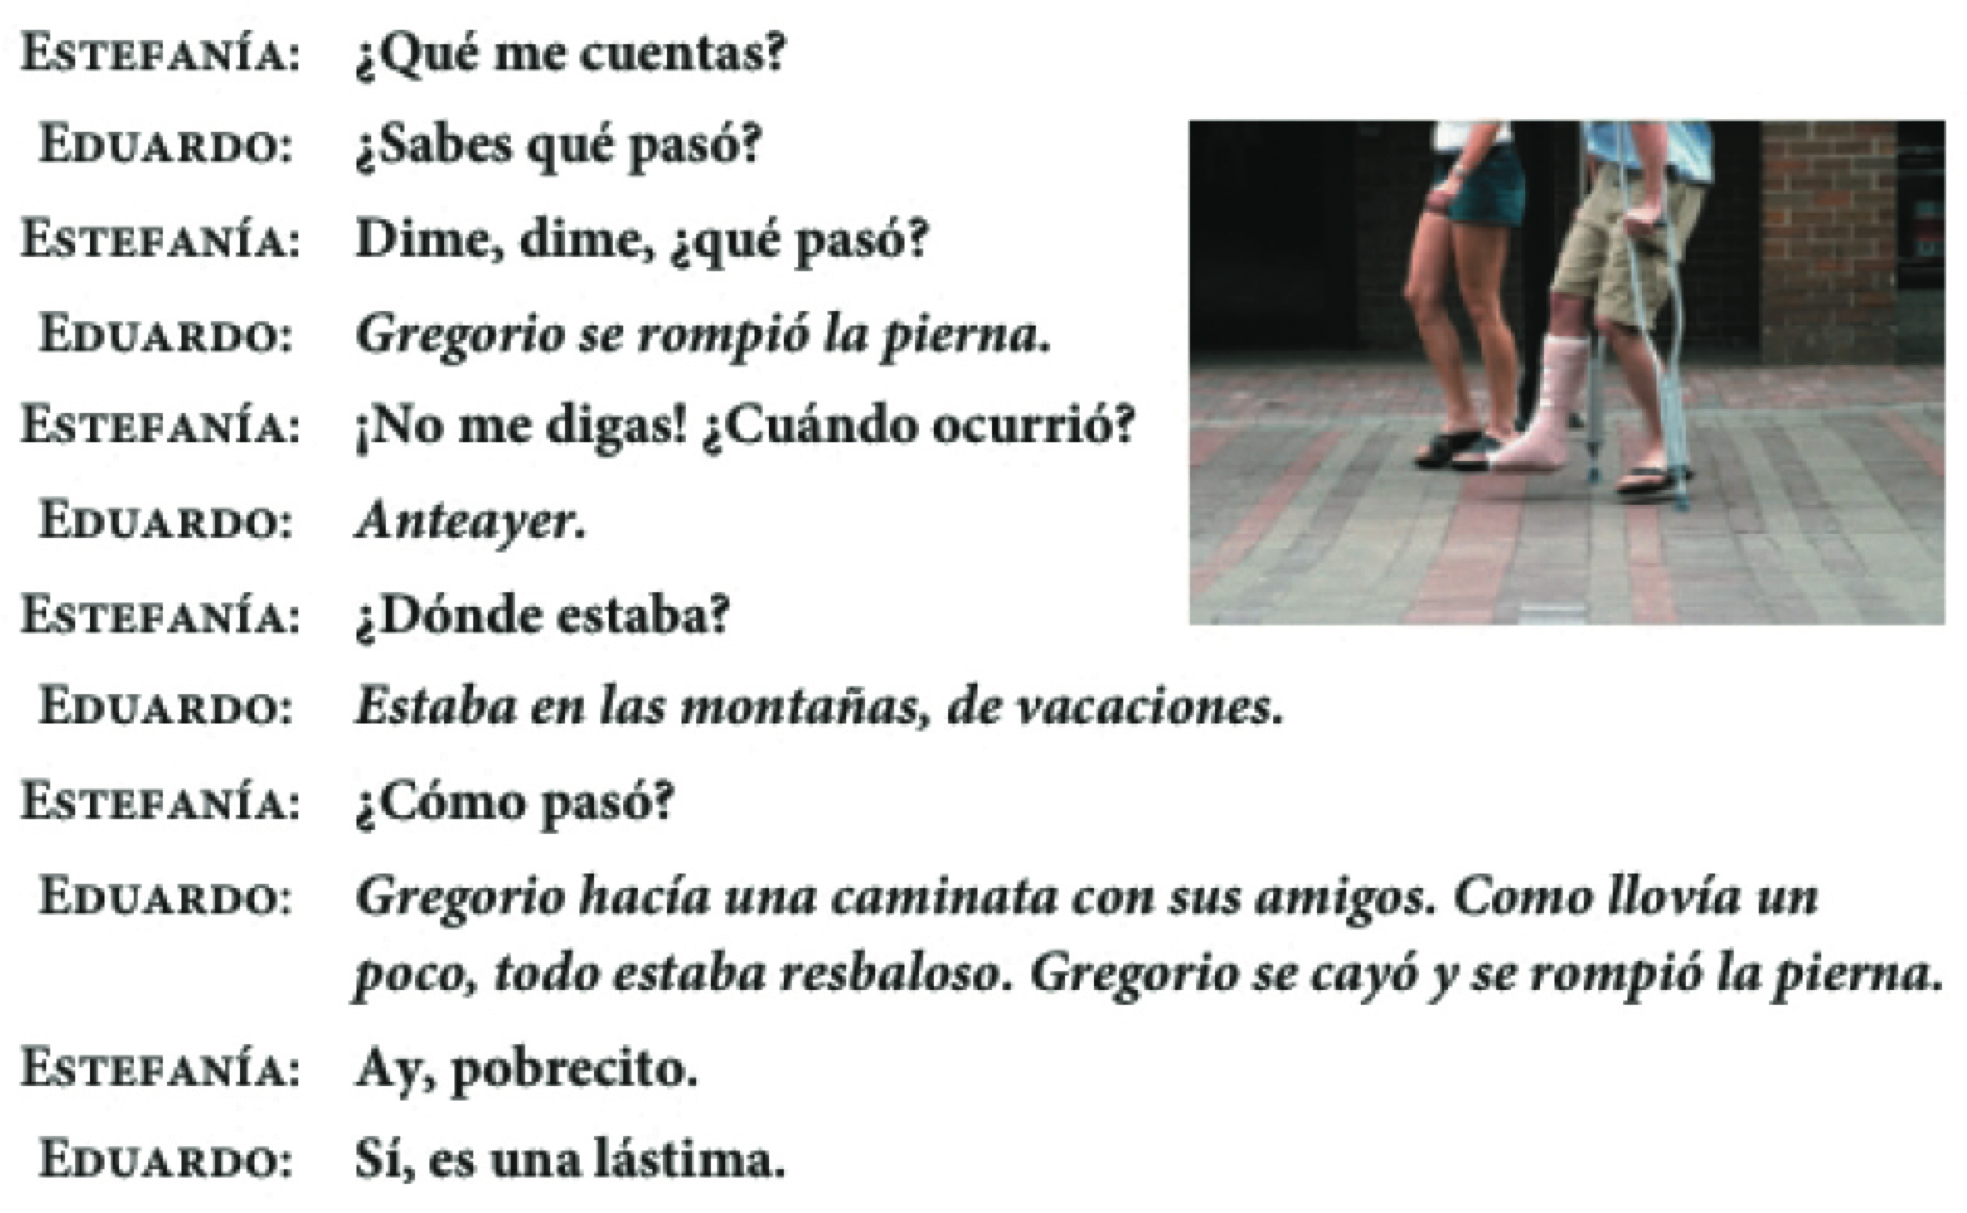 ESTEFANÍA: ¿Qué me cuentas?
EDUARDO: ¿Sabes qué pasó?
ESTEFANÍA: Dime, dime, ¿qué pasó?
EDUARDO: Gregorio se rompió la pierna.
ESTEFANÍA: ¡No me digas! ¿Cuándo ocurrió?
EDUARDO: Anteayer.
ESTEFANÍA: ¿Dónde estaba?
EDUARDO: Estaba en las montañas, de vacaciones.
ESTEFANÍA: ¿Cómo pasó?
EDUARDO: Gregorio hacía una caminata con sus amigos. Como llovía un
poco, todo estaba resbaloso. Gregorio se cayó y se rompió la pierna.
ESTEFANÍA: Ay, pobrecito.
EDUARDO: Sí, es una lástima.